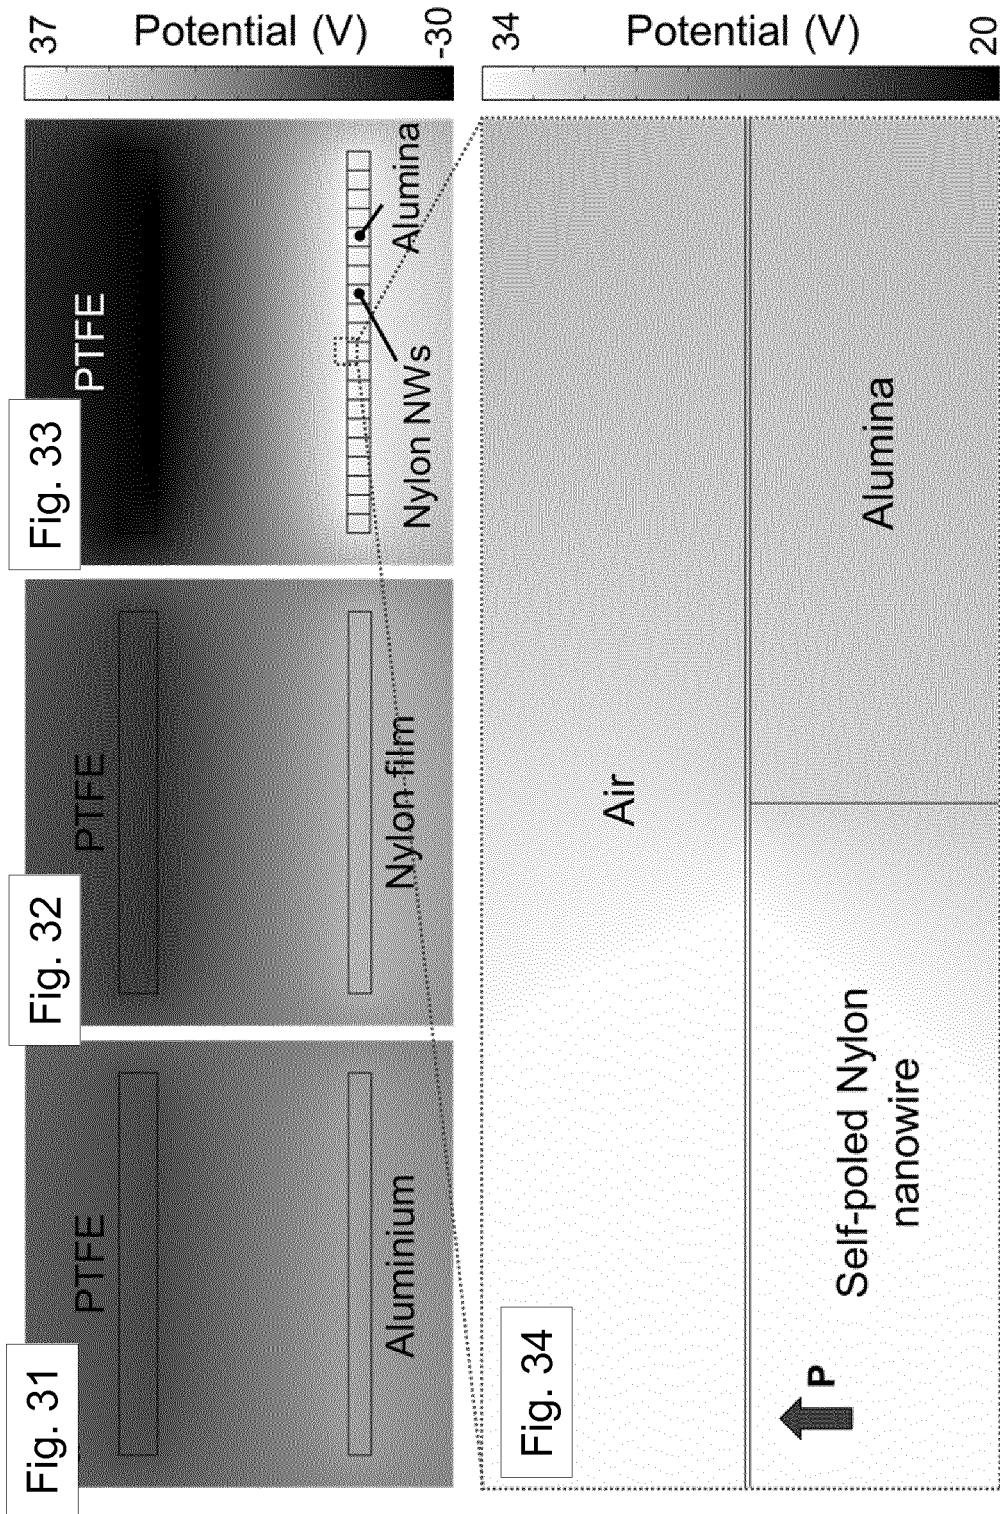 Fig. 31
PTFE
Aluminium
Fig. 32
PTFE
Nylon film
Fig. 33
PTFE
Nylon NWs
Alumina
37
Potential (V)
-30
Fig. 34
Air
P
Self-poled Nylon
nanowire
Alumina
34
Potential (V)
20